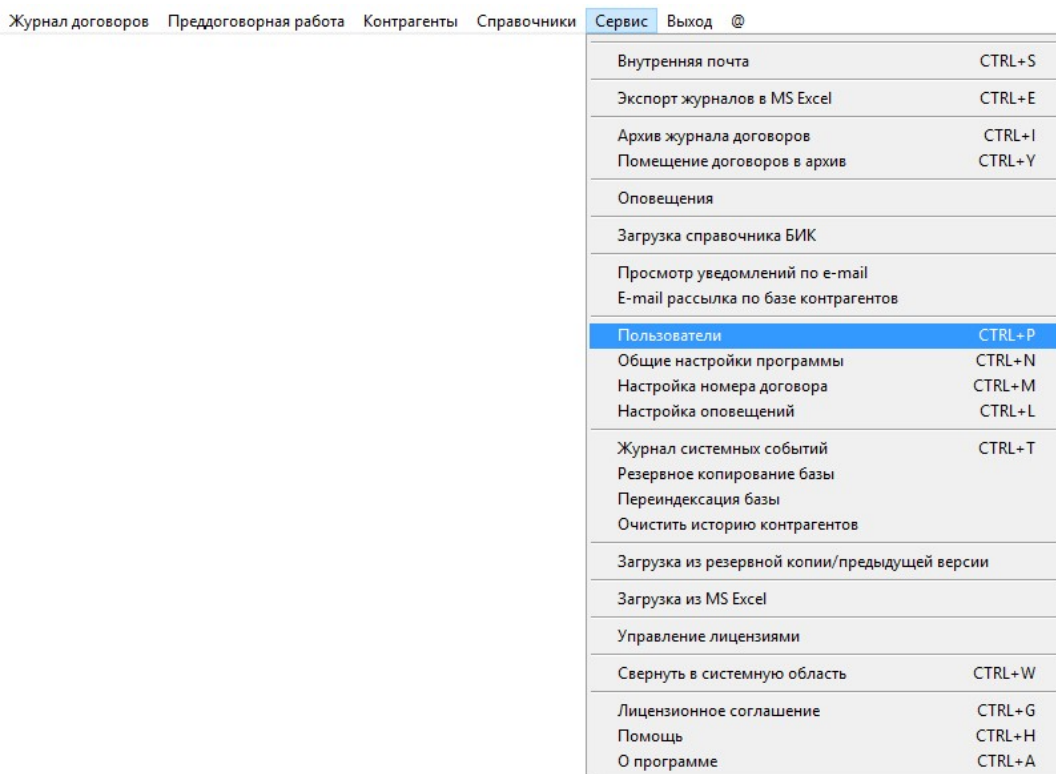 Журнал договоров Преддоговорная работа Контрагенты Справочники Сервис Выход @
Внутренняя почта CTRL+S
Экспорт журналов в MS Excel CTRL+E
Архив журнала договоров CTRL+I
Помещение договоров в архив CTRL+Y
Оповещения
Загрузка справочника БИК
Просмотр уведомлений по e-mail
E-mail рассылка по базе контрагентов
Пользователи CTRL+P
Общие настройки программы CTRL+N
Настройка номера договора CTRL+M
Настройка оповещений CTRL+L
Журнал системных событий CTRL+T
Резервное копирование базы
Переиндексация базы
Очистить историю контрагентов
Загрузка из резервной копии/предыдущей версии
Загрузка из MS Excel
Управление лицензиями
Свернуть в системную область CTRL+W
Лицензионное соглашение CTRL+G
Помощь CTRL+H
О программе CTRL+A